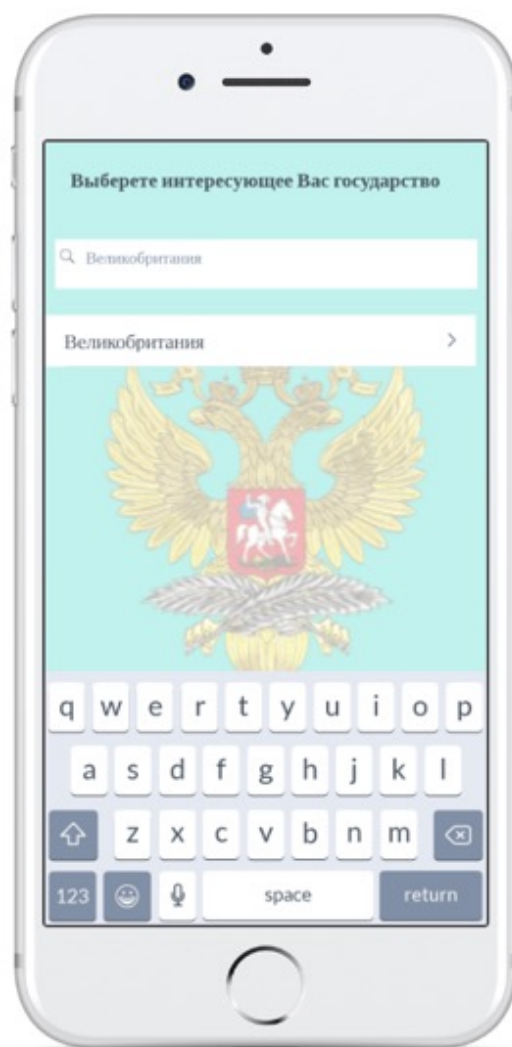 Выберете интересующее Вас государство
Великобритания
Великобритания
q w e r t y u i o p
a s d f g h j k l
z x c v b n m
123 space return